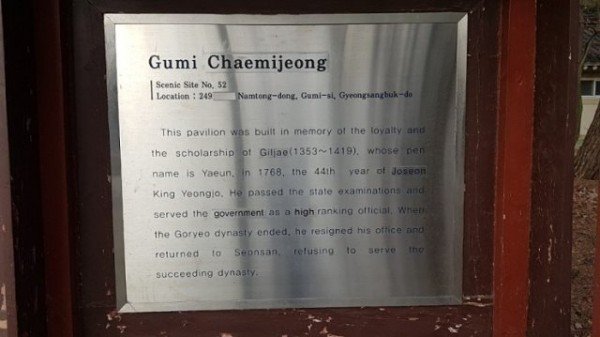 Gumi Chaemijeong
Scenic Site No. 52
Location : 249 Namtong-dong, Gumi-si, Gyeongsangbuk-do
This pavilion was built in memory of the loyalty and
the scholarship of Giljae(1353~1419), whose pen
name is Yaeun, in 1768, the 44th year of Joseon
King Yeongjo. He passed the state examinations and
served the government as a high ranking official. When
the Goryeo dynasty ended, he resigned his office and
returned to Seonsan, refusing to serve the
succeeding dynasty.